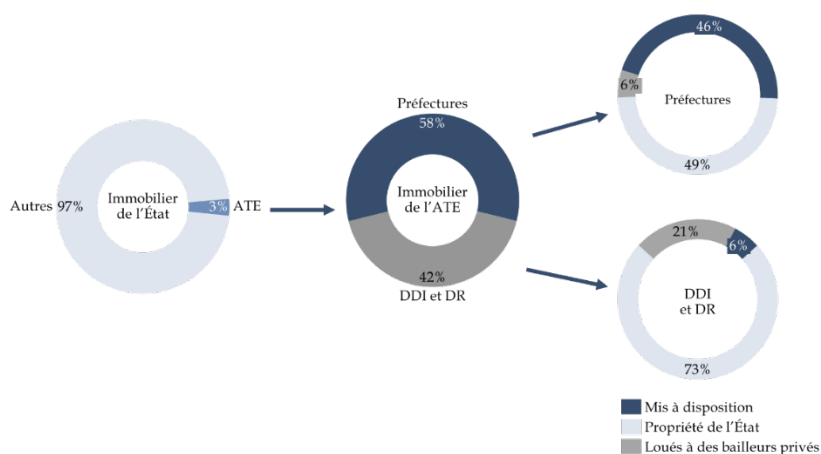 Autres 97%
Immobilier
de l'État
3% ATE
Préfectures
58%
Immobilier
de l'ATE
42%
DDI et DR
46%
6%
Préfectures
49%
21%
6%
DDI
et DR
73%
Mis à disposition
Propriété de l'État
Loués à des bailleurs privés